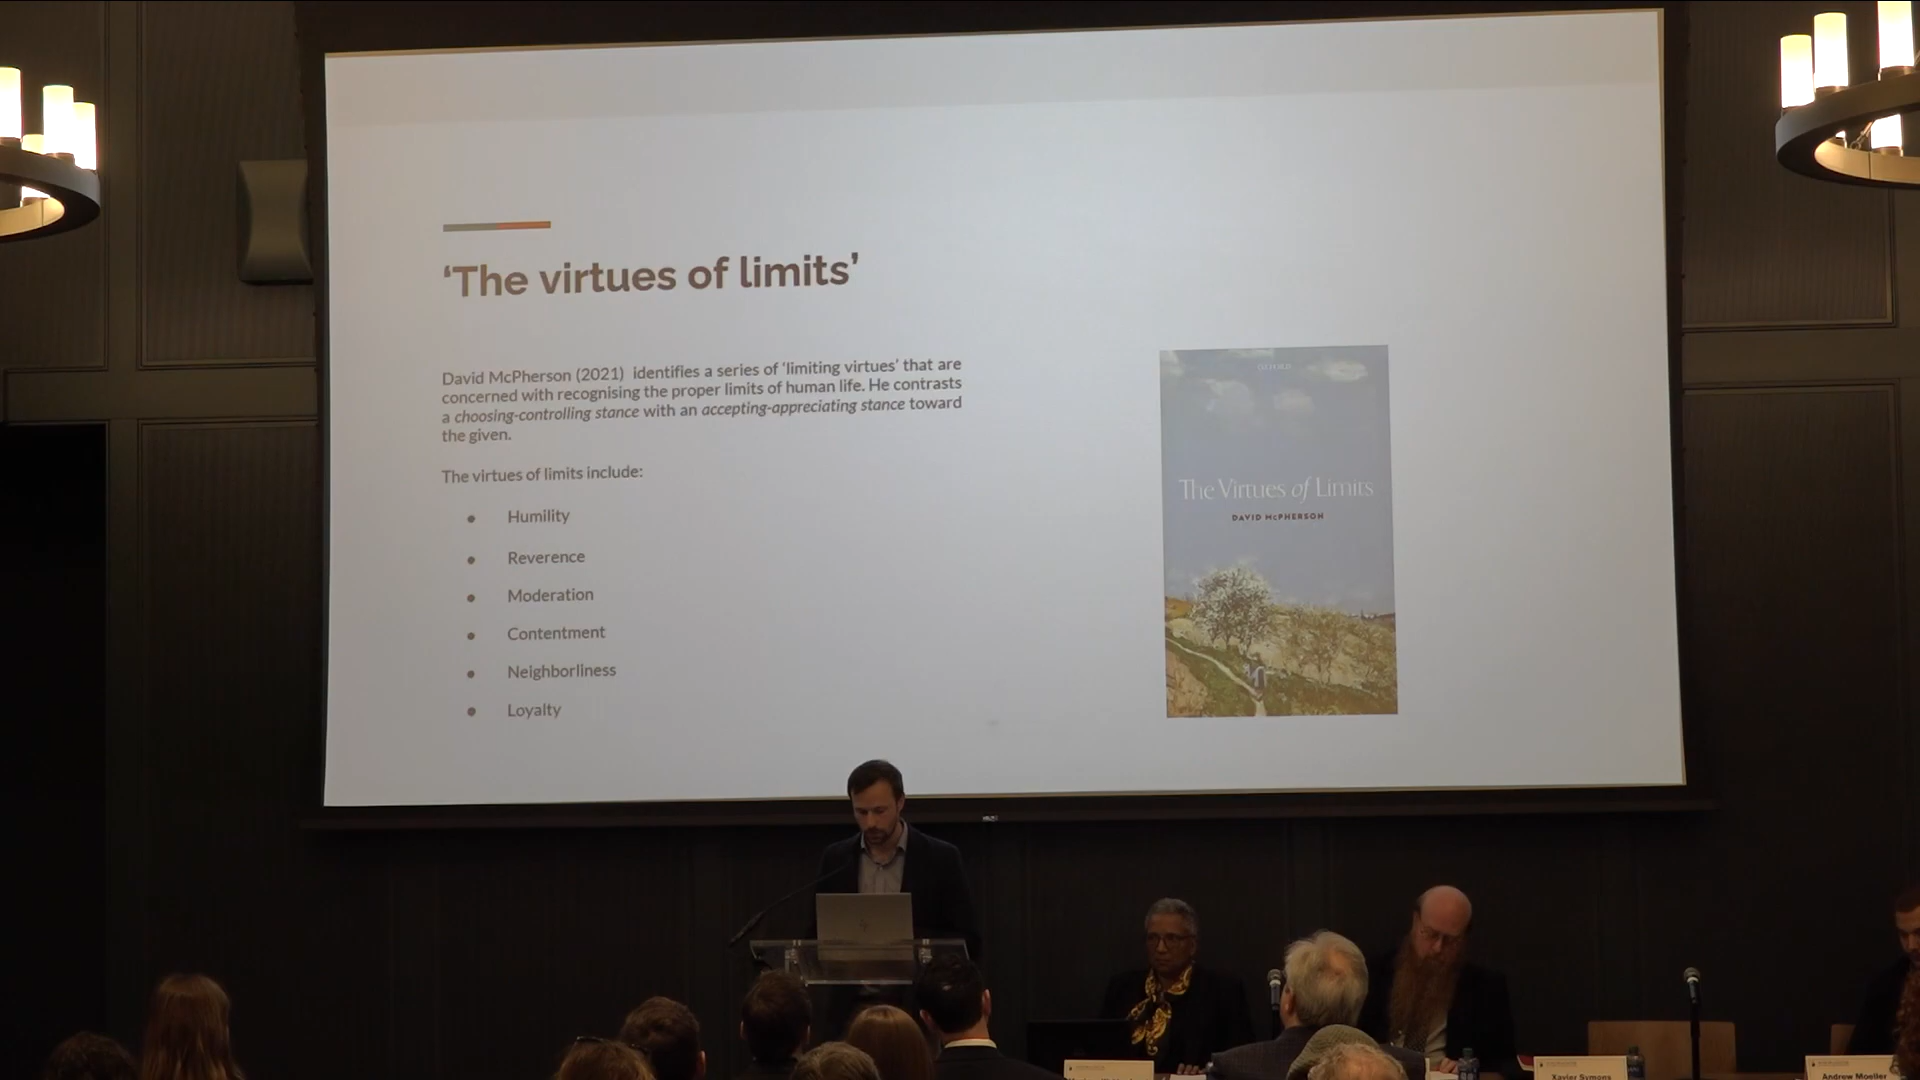 ‘The virtues of limits’
David McPherson (2021) identifies a series of ‘limiting virtues’ that are
concerned with recognising the proper limits of human life. He contrasts
a choosing-controlling stance with an accepting-appreciating stance toward
the given.
The virtues of limits include:
● Humility
● Reverence
● Moderation
● Contentment
● Neighborliness
● Loyalty
OXFORD
The Virtues of Limits
DAVID McPHERSON
Xavier Symons
Andrew Moeller